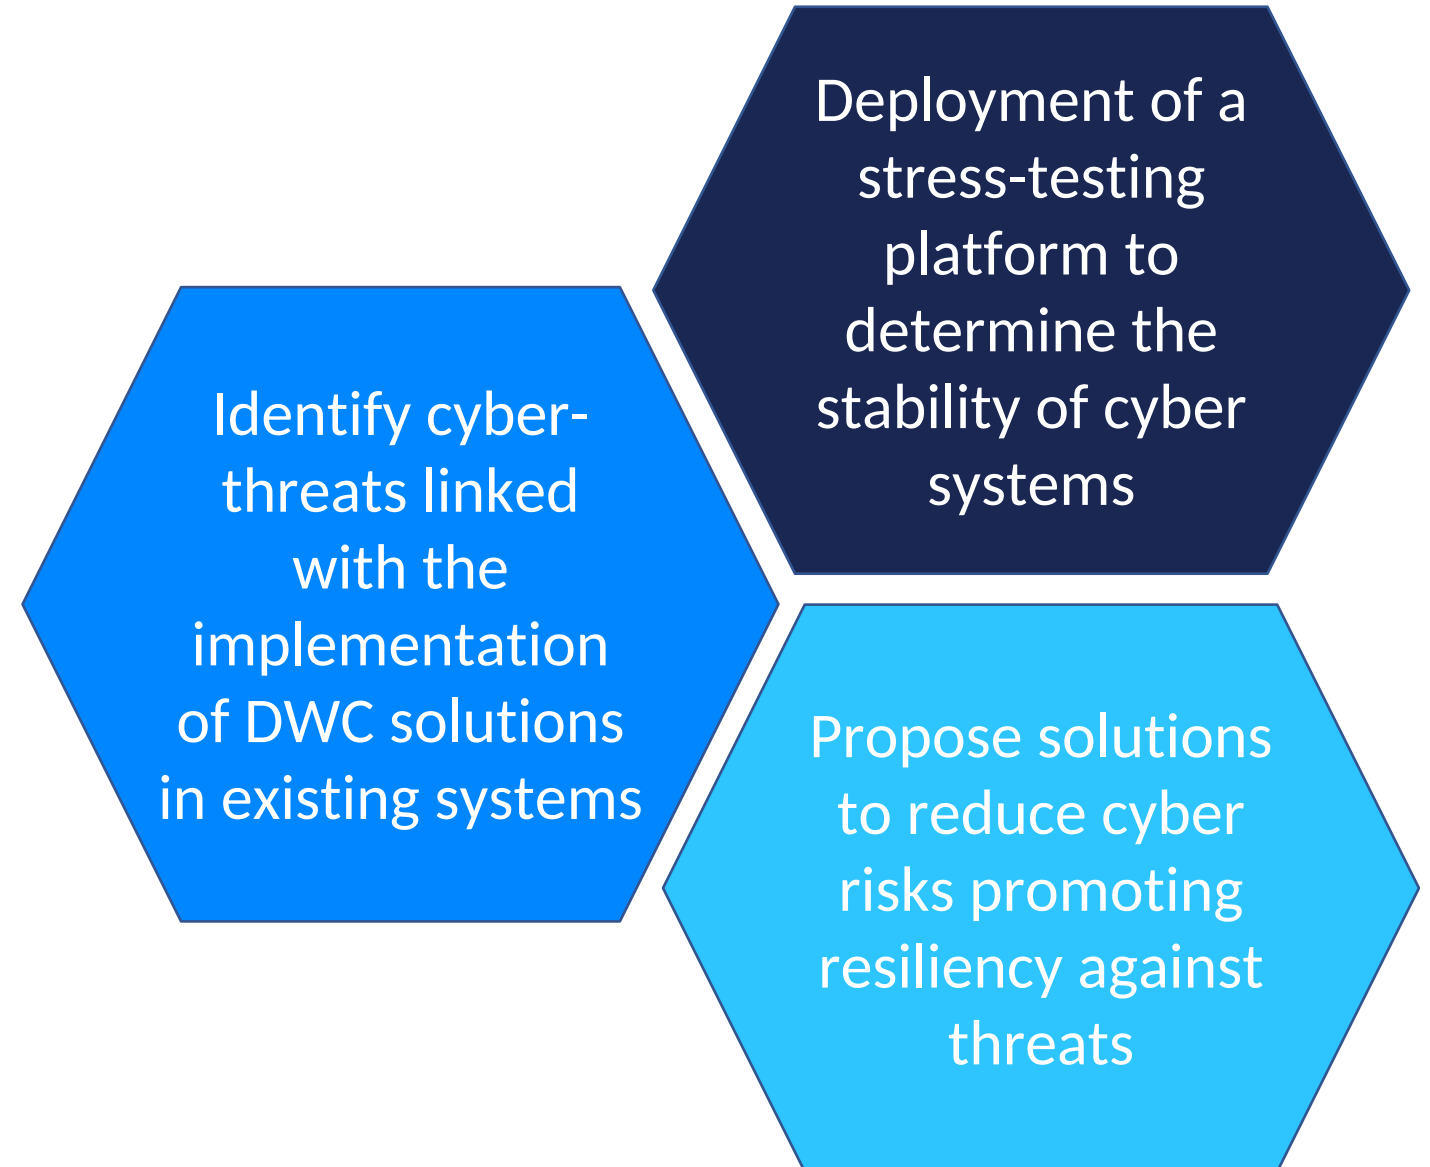 Identify cyber-
threats linked
with the
implementation
of DWC solutions
in existing systems
Deployment of a
stress-testing
platform to
determine the
stability of cyber
systems
Propose solutions
to reduce cyber
risks promoting
resiliency against
threats